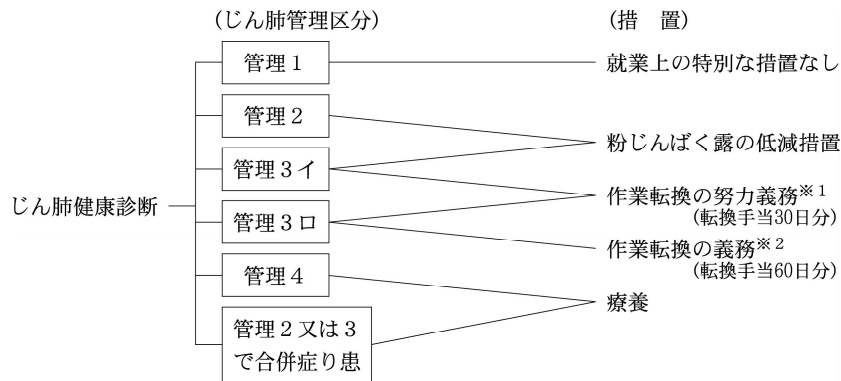 (じん肺管理区分)
(措 置)
管理1
就業上の特別な措置なし
管理2
粉じんばく露の低減措置
管理3イ
じん肺健康診断
作業転換の努力義務※1
(転換手当30日分)
管理3ロ
作業転換の義務※2
(転換手当60日分)
管理4
療養
管理2又は3
で合併症り患